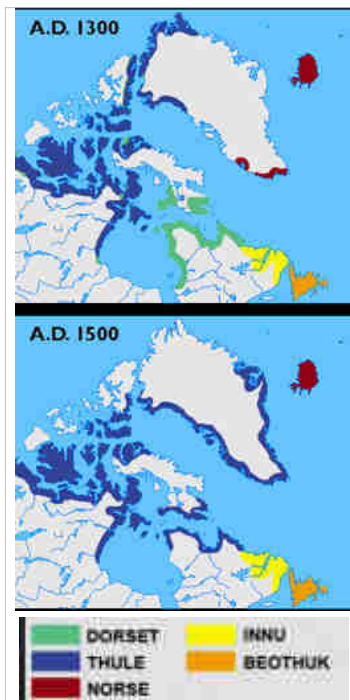 A.D. 1300
A.D. 1500
DORSET
INNU
THULE
BEOTHUK
NORSE